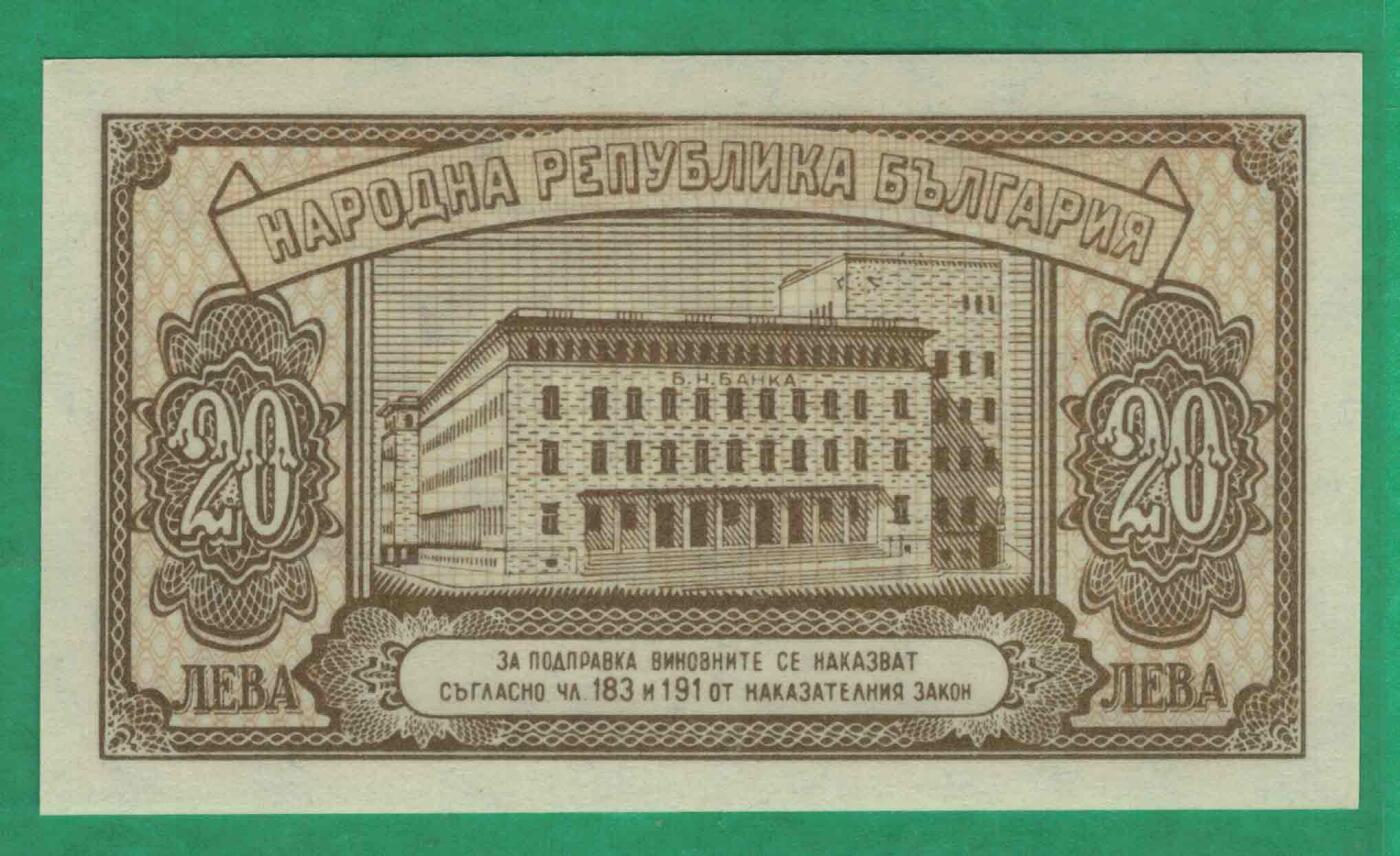 НАРОДНА РЕПУБЛИКА БЪЛГАРИЯ
Б.Н.БАНКА
20
20
ЛЕВА
ЛЕВА
ЗА ПОДПРАВКА ВИНОВНИТЕ СЕ НАКАЗВАТ
СЪГЛАСНО ЧЛ. 183 И 191 ОТ НАКАЗАТЕЛНИЯ ЗАКОН